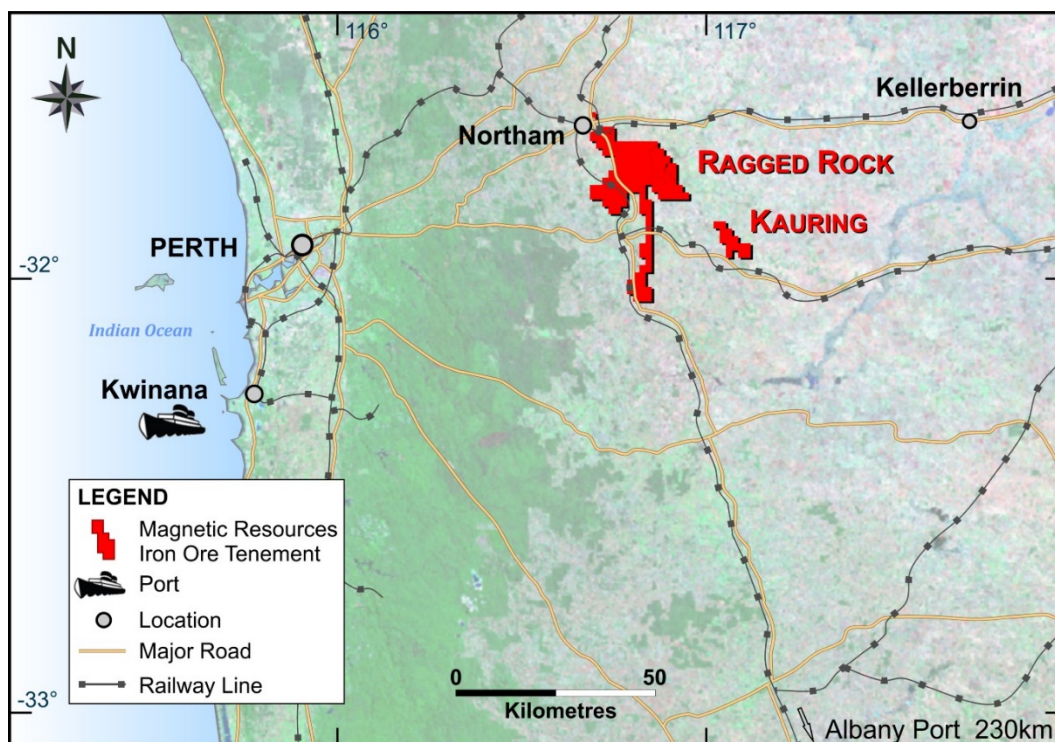 116°
117°
N
Kellerberrin
Northam
RAGGED ROCK
KAURING
PERTH
-32°
Indian Ocean
Kwinana
LEGEND
Magnetic Resources
Iron Ore Tenement
Port
Location
Major Road
Railway Line
0 50
Kilometres
-33°
Albany Port 230km